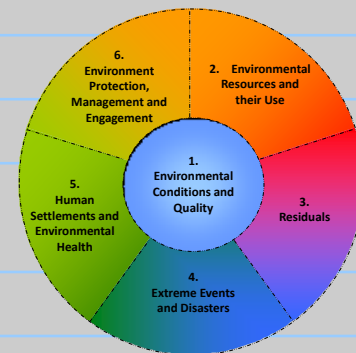 1.
Environmental
Conditions and
Quality
2. Environmental
Resources and
their Use
3.
Residuals
4.
Extreme Events
and Disasters
5.
Human
Settlements and
Environmental
Health
6.
Environment
Protection,
Management and
Engagement